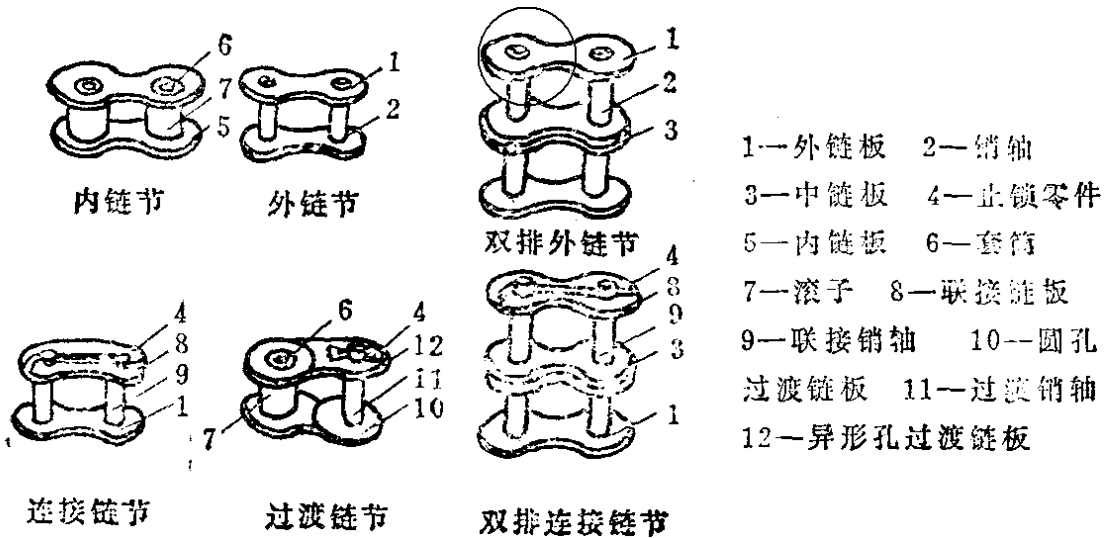 6
7
5
内链节
1
2
外链节
1
2
3
双排外链节
4
8
9
1
连接链节
6
4
12
11
10
7
过渡链节
4
8
9
3
1
双排连接链节
1—外链板 2—销轴
3—中链板 4—止锁零件
5—内链板 6—套筒
7—滚子 8—联接链板
9—联接销轴 10—圆孔
过渡链板 11—过渡销轴
12—异形孔过渡链板